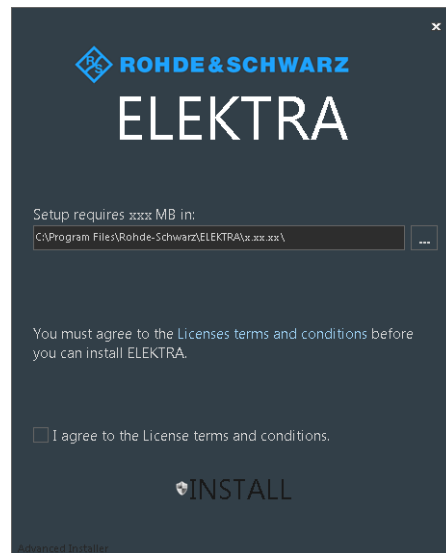 ×
R S ROHDE&SCHWARZ
ELEKTRA
Setup requires xxx MB in:
C:\Program Files\Rohde-Schwarz\ELEKTRA\x.xx.xx\ ...
You must agree to the Licenses terms and conditions before
you can install ELEKTRA.
I agree to the License terms and conditions.
INSTALL
Advanced Installer